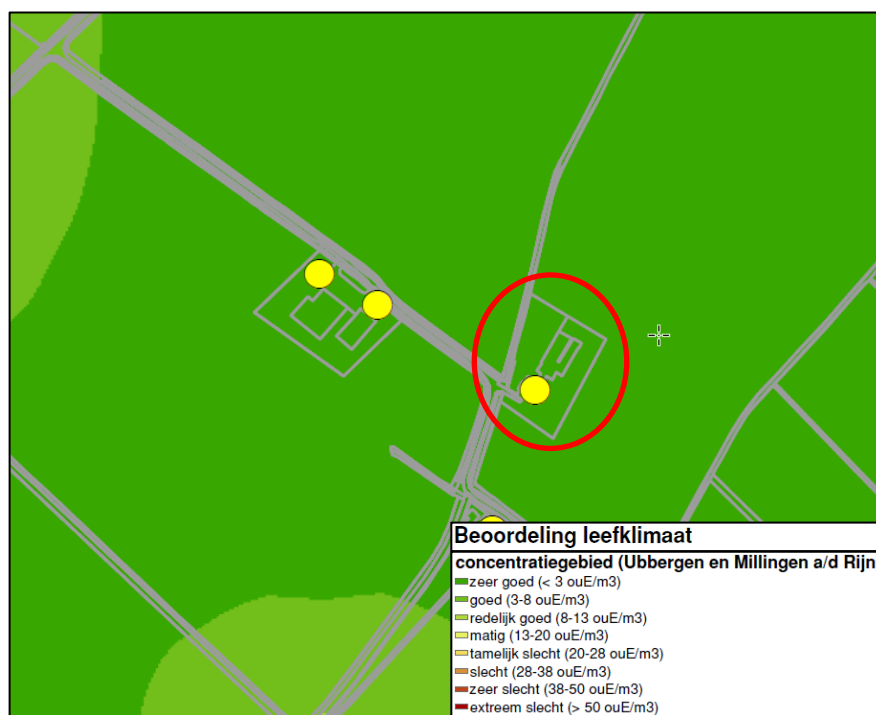 Beoordeling leefklimaat
concentratiegebied (Ubbergen en Millingen a/d Rijn
zeer goed (< 3 ouE/m3)
goed (3-8 ouE/m3)
redelijk goed (8-13 ouE/m3)
matig (13-20 ouE/m3)
tamelijk slecht (20-28 ouE/m3)
slecht (28-38 ouE/m3)
zeer slecht (38-50 ouE/m3)
extreem slecht (> 50 ouE/m3)